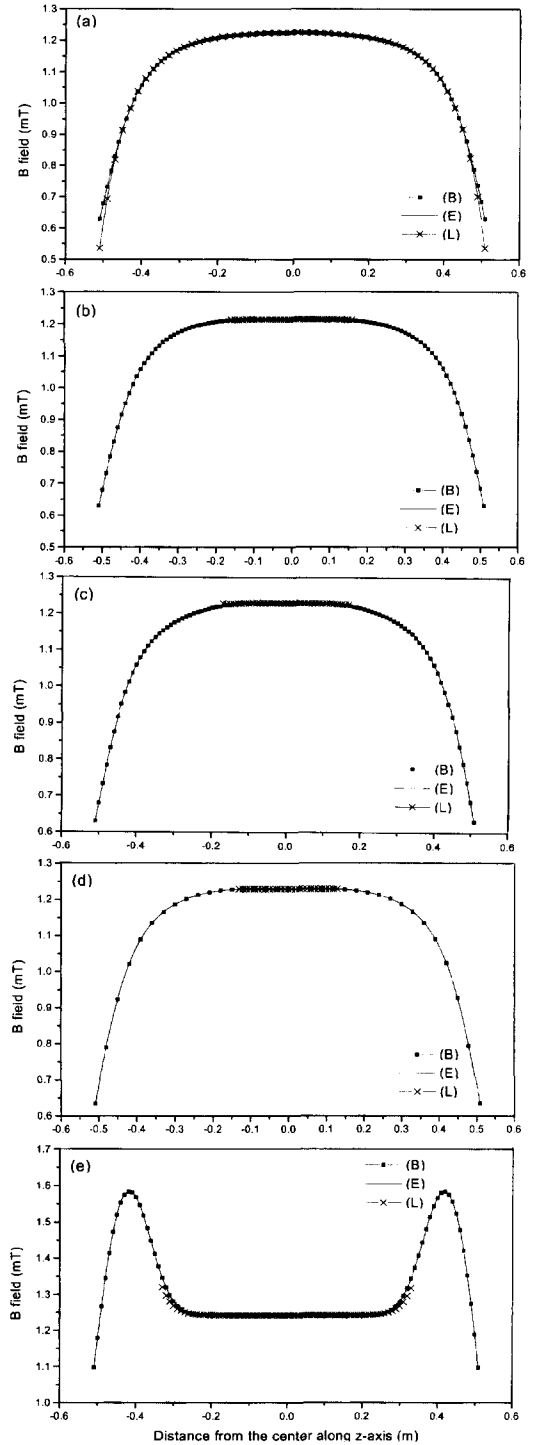 (a)
1.3
1.2
1.1
1.0
0.9
0.8
0.7
0.6
0.5
B field (mT)
(B)
(E)
(L)
-0.6 -0.4 -0.2 0.0 0.2 0.4 0.6
(b)
1.3
1.2
1.1
1.0
0.9
0.8
0.7
0.6
0.5
B field (mT)
(B)
(E)
(L)
-0.6 -0.5 -0.4 -0.3 -0.2 -0.1 0.0 0.1 0.2 0.3 0.4 0.5 0.6
(c)
1.3
1.2
1.1
1.0
0.9
0.8
0.7
0.6
B field (mT)
(B)
(E)
(L)
-0.6 -0.4 -0.2 0.0 0.2 0.4 0.6
(d)
1.3
1.2
1.1
1.0
0.9
0.8
0.7
0.6
B field (mT)
(B)
(E)
(L)
-0.6 -0.5 -0.4 -0.3 -0.2 -0.1 0.0 0.1 0.2 0.3 0.4 0.5 0.6
(e)
1.7
1.6
1.5
1.4
1.3
1.2
1.1
1.0
B field (mT)
(B)
(E)
(L)
-0.6 -0.4 -0.2 0.0 0.2 0.4 0.6
Distance from the center along z-axis (m)